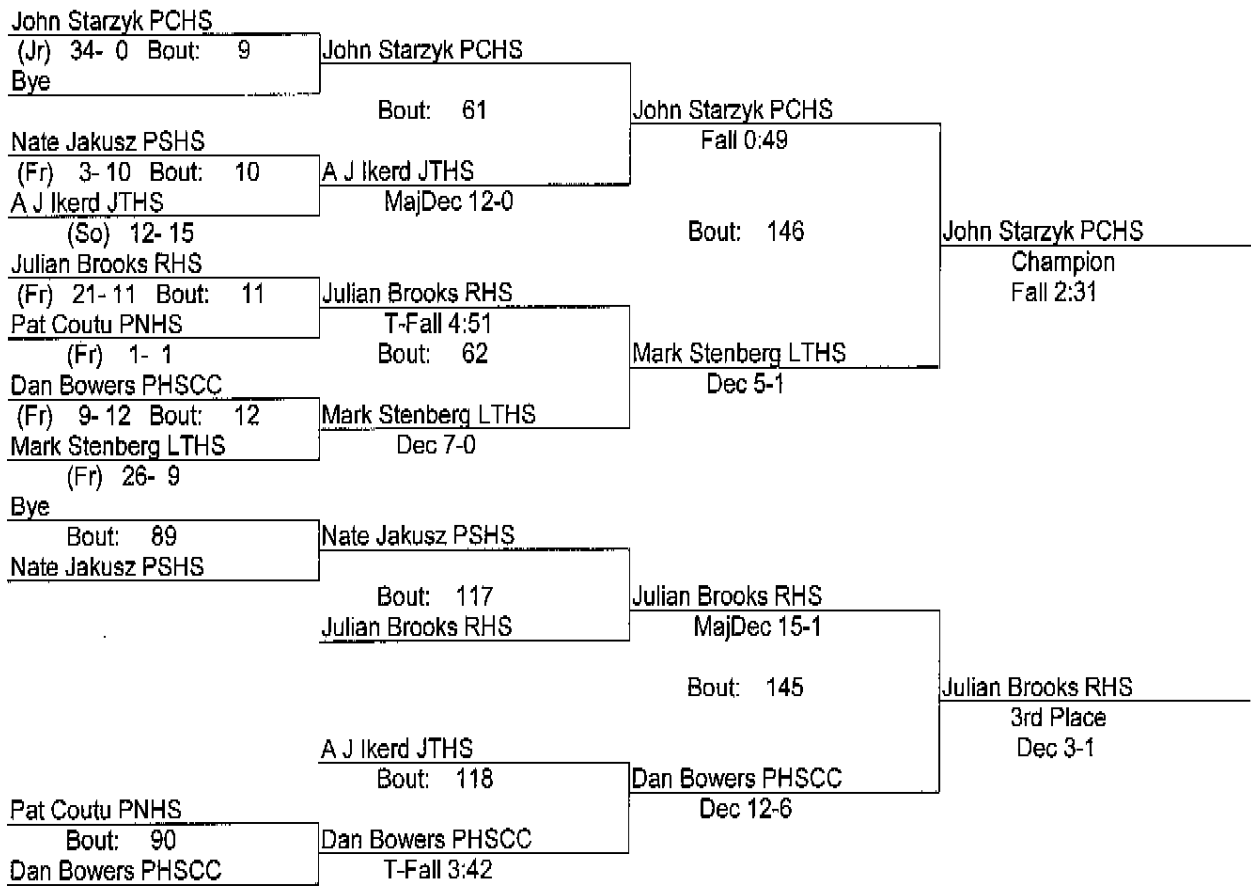 John Starzyk PCHS
(Jr) 34- 0 Bout: 9
Bye
John Starzyk PCHS
Bout: 61
John Starzyk PCHS
Fall 0:49
Nate Jakusz PSHS
(Fr) 3- 10 Bout: 10
A J Ikerd JTHS
(So) 12- 15
A J Ikerd JTHS
MajDec 12-0
Bout: 146
John Starzyk PCHS
Champion
Fall 2:31
Julian Brooks RHS
(Fr) 21- 11 Bout: 11
Pat Coutu PNHS
(Fr) 1- 1
Julian Brooks RHS
T-Fall 4:51
Bout: 62
Mark Stenberg LTHS
Dec 5-1
Dan Bowers PHSCC
(Fr) 9- 12 Bout: 12
Mark Stenberg LTHS
(Fr) 26- 9
Mark Stenberg LTHS
Dec 7-0
Bye
Bout: 89
Nate Jakusz PSHS
Nate Jakusz PSHS
Bout: 117
Julian Brooks RHS
Julian Brooks RHS
MajDec 15-1
Bout: 145
Julian Brooks RHS
3rd Place
Dec 3-1
A J Ikerd JTHS
Bout: 118
Dan Bowers PHSCC
Dec 12-6
Pat Coutu PNHS
Bout: 90
Dan Bowers PHSCC
Dan Bowers PHSCC
T-Fall 3:42